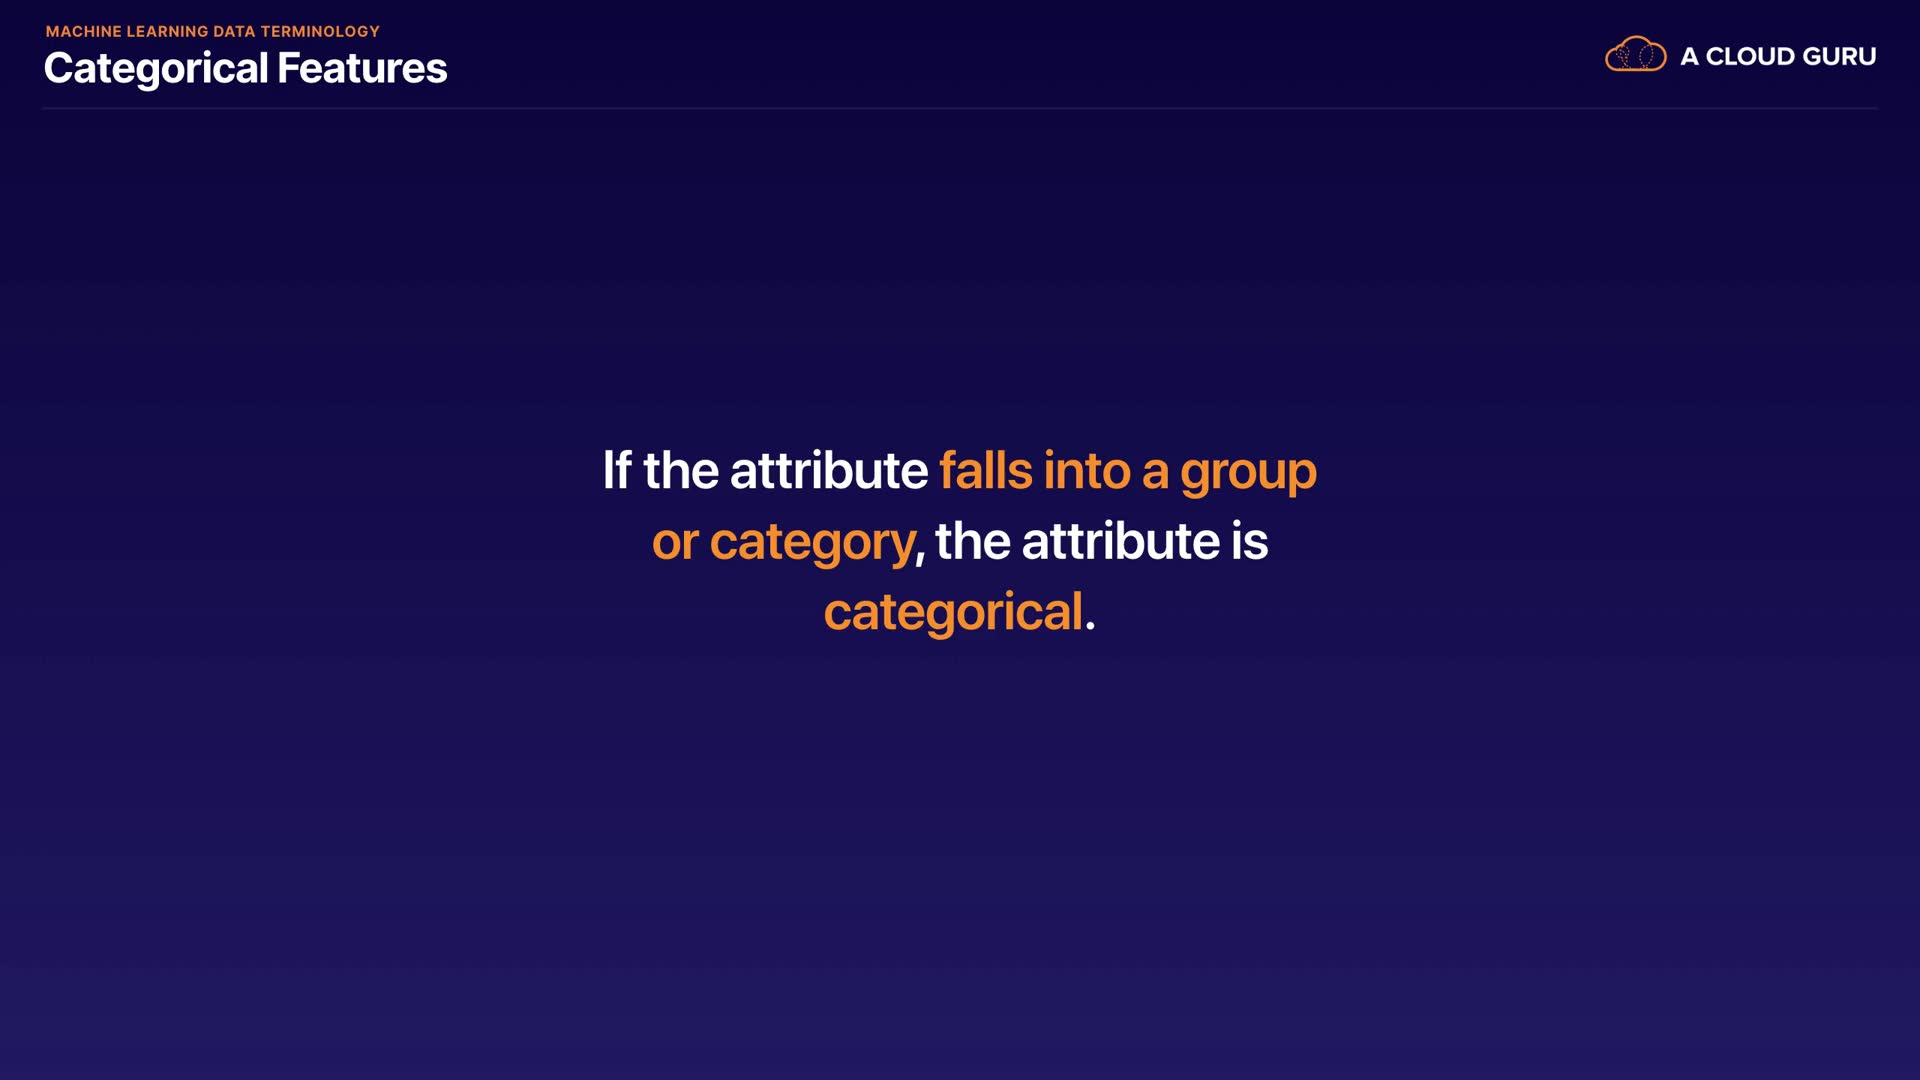 MACHINE LEARNING DATA TERMINOLOGY
Categorical Features
A CLOUD GURU
If the attribute falls into a group
or category, the attribute is
categorical.